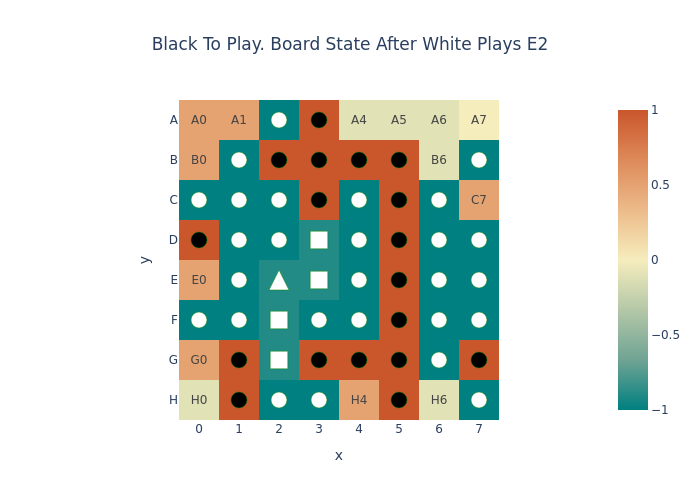 Black To Play. Board State After White Plays E2
A A0 A1 A4 A5 A6 A7 1
B B0 B6
C C7 0.5
D
y E E0 0
F −0.5
G G0
H H0 H4 H6 −1
0 1 2 3 4 5 6 7
x